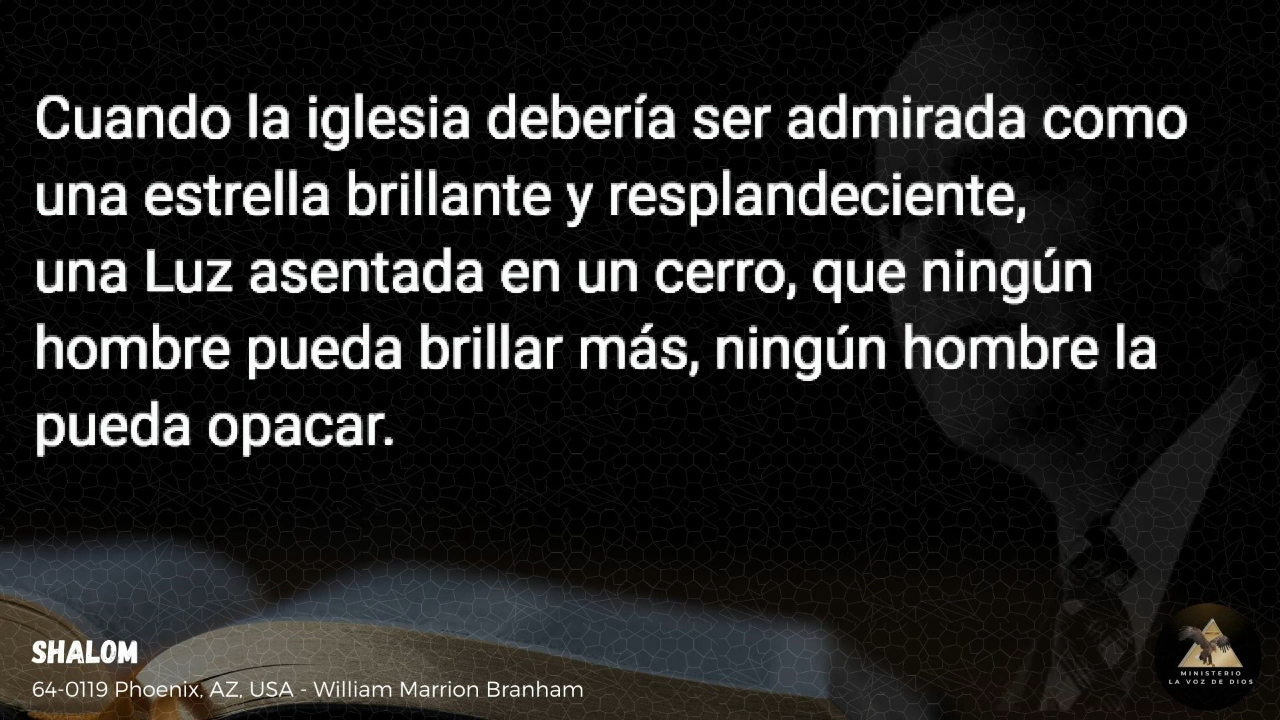 Cuando la iglesia debería ser admirada como
una estrella brillante y resplandeciente,
una Luz asentada en un cerro, que ningún
hombre pueda brillar más, ningún hombre la
pueda opacar.
SHALOM
64-0119 Phoenix, AZ, USA - William Marrion Branham
MINISTERIO
LA VOZ DE DIOS